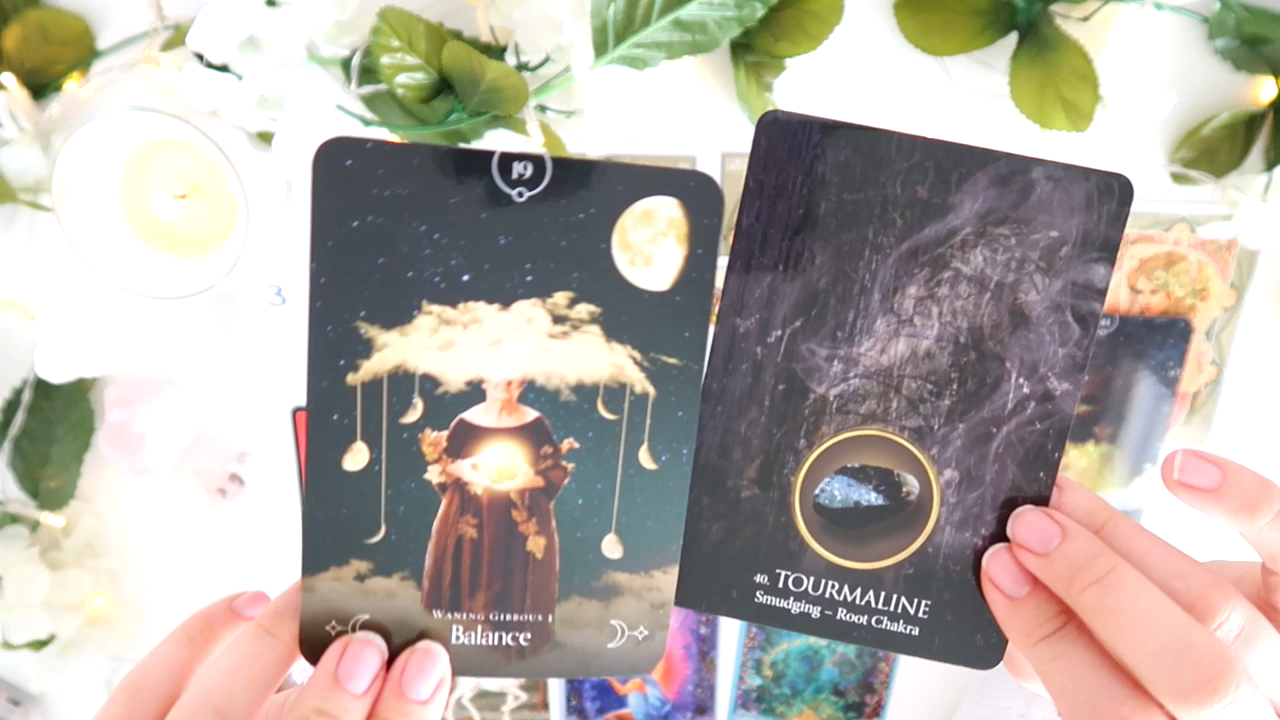 19
WANING GIBBOUS I
Balance
40. TOURMALINE
Smudging – Root Chakra
3